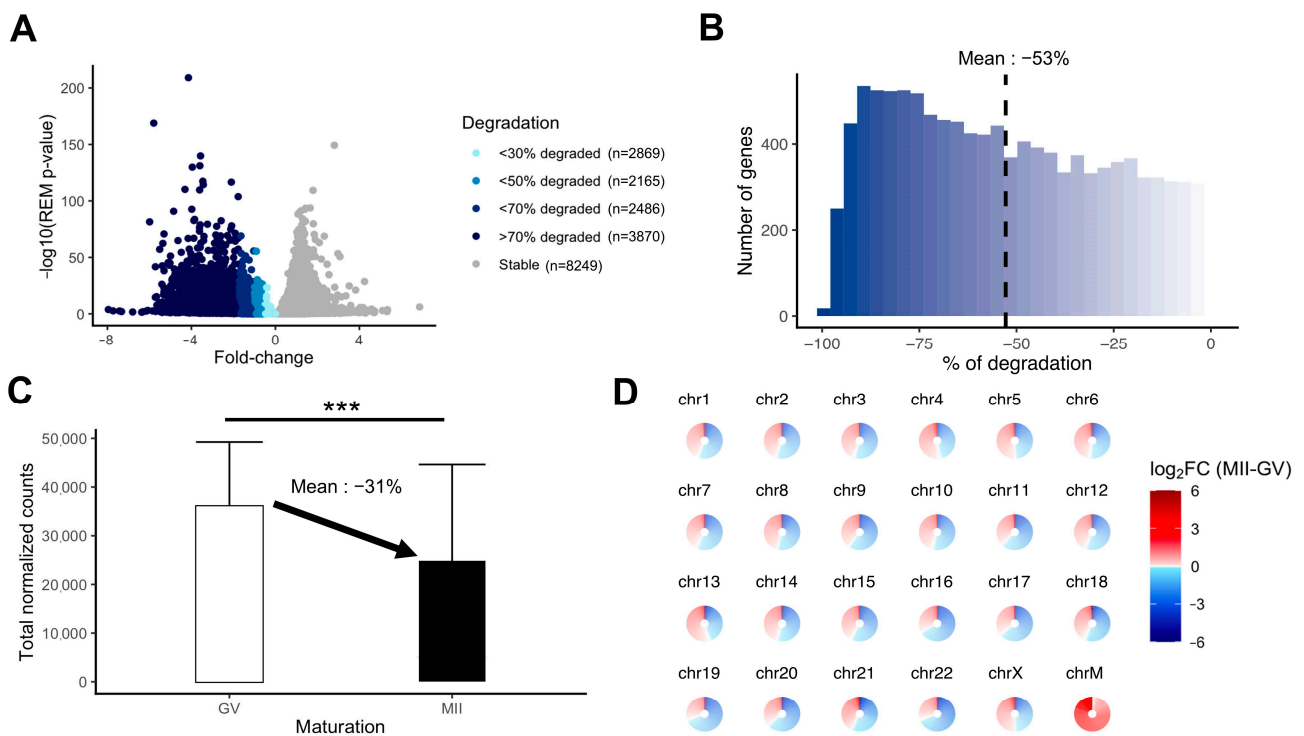 A
−log10(REM p-value)
200
150
100
50
0
−8
−4
0
4
Fold-change
Degradation
<30% degraded (n=2869)
<50% degraded (n=2165)
<70% degraded (n=2486)
>70% degraded (n=3870)
Stable (n=8249)
B
Mean : −53%
Number of genes
400
200
0
−100
−75
−50
−25
0
% of degradation
C
***
Total normalized counts
50 000
40 000
30 000
20 000
10 000
0
Mean : −31%
GV
MII
Maturation
D
chr1 chr2 chr3 chr4 chr5 chr6
chr7 chr8 chr9 chr10 chr11 chr12
chr13 chr14 chr15 chr16 chr17 chr18
chr19 chr20 chr21 chr22 chrX chrM
log₂FC (MII-GV)
6
3
0
−3
−6